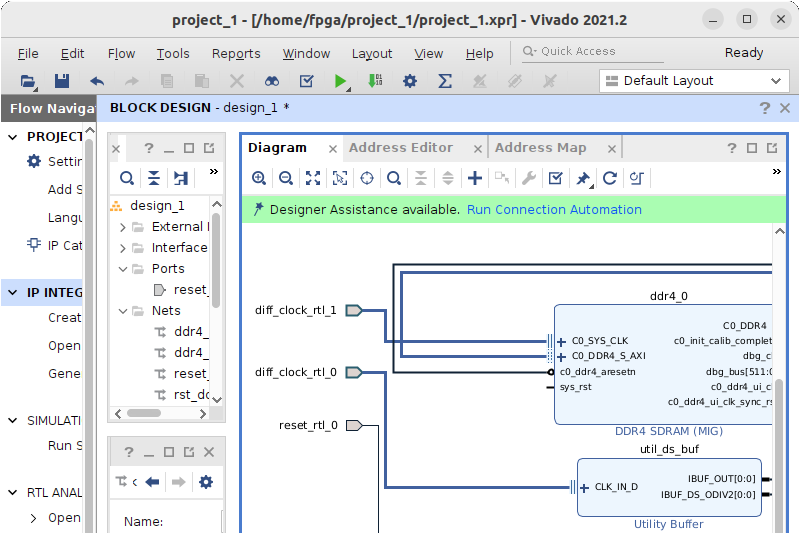 project_1 - [/home/fpga/project_1/project_1.xpr] - Vivado 2021.2
File Edit Flow Tools Reports Window Layout View Help Quick Access Ready
Default Layout
Flow Navigat
BLOCK DESIGN - design_1 *
PROJECT
Settin
Add S
Langu
IP Cat
IP INTEG
Creat
Open
Gene
SIMULATI
Run S
RTL ANAL
Open
design_1
External
Interface
Ports
reset_
Nets
ddr4_
ddr4_
reset_
rst_dd
Name:
Diagram Address Editor Address Map
Designer Assistance available. Run Connection Automation
diff_clock_rtl_1
diff_clock_rtl_0
reset_rtl_0
ddr4_0
C0_DDR4
C0_SYS_CLK c0_init_calib_complet
C0_DDR4_S_AXI dbg_cl
c0_ddr4_aresetn dbg_bus[511:0
sys_rst c0_ddr4_ui_cl
c0_ddr4_ui_clk_sync_rs
DDR4 SDRAM (MIG)
util_ds_buf
CLK_IN_D IBUF_OUT[0:0]
IBUF_DS_ODIV2[0:0]
Utility Buffer